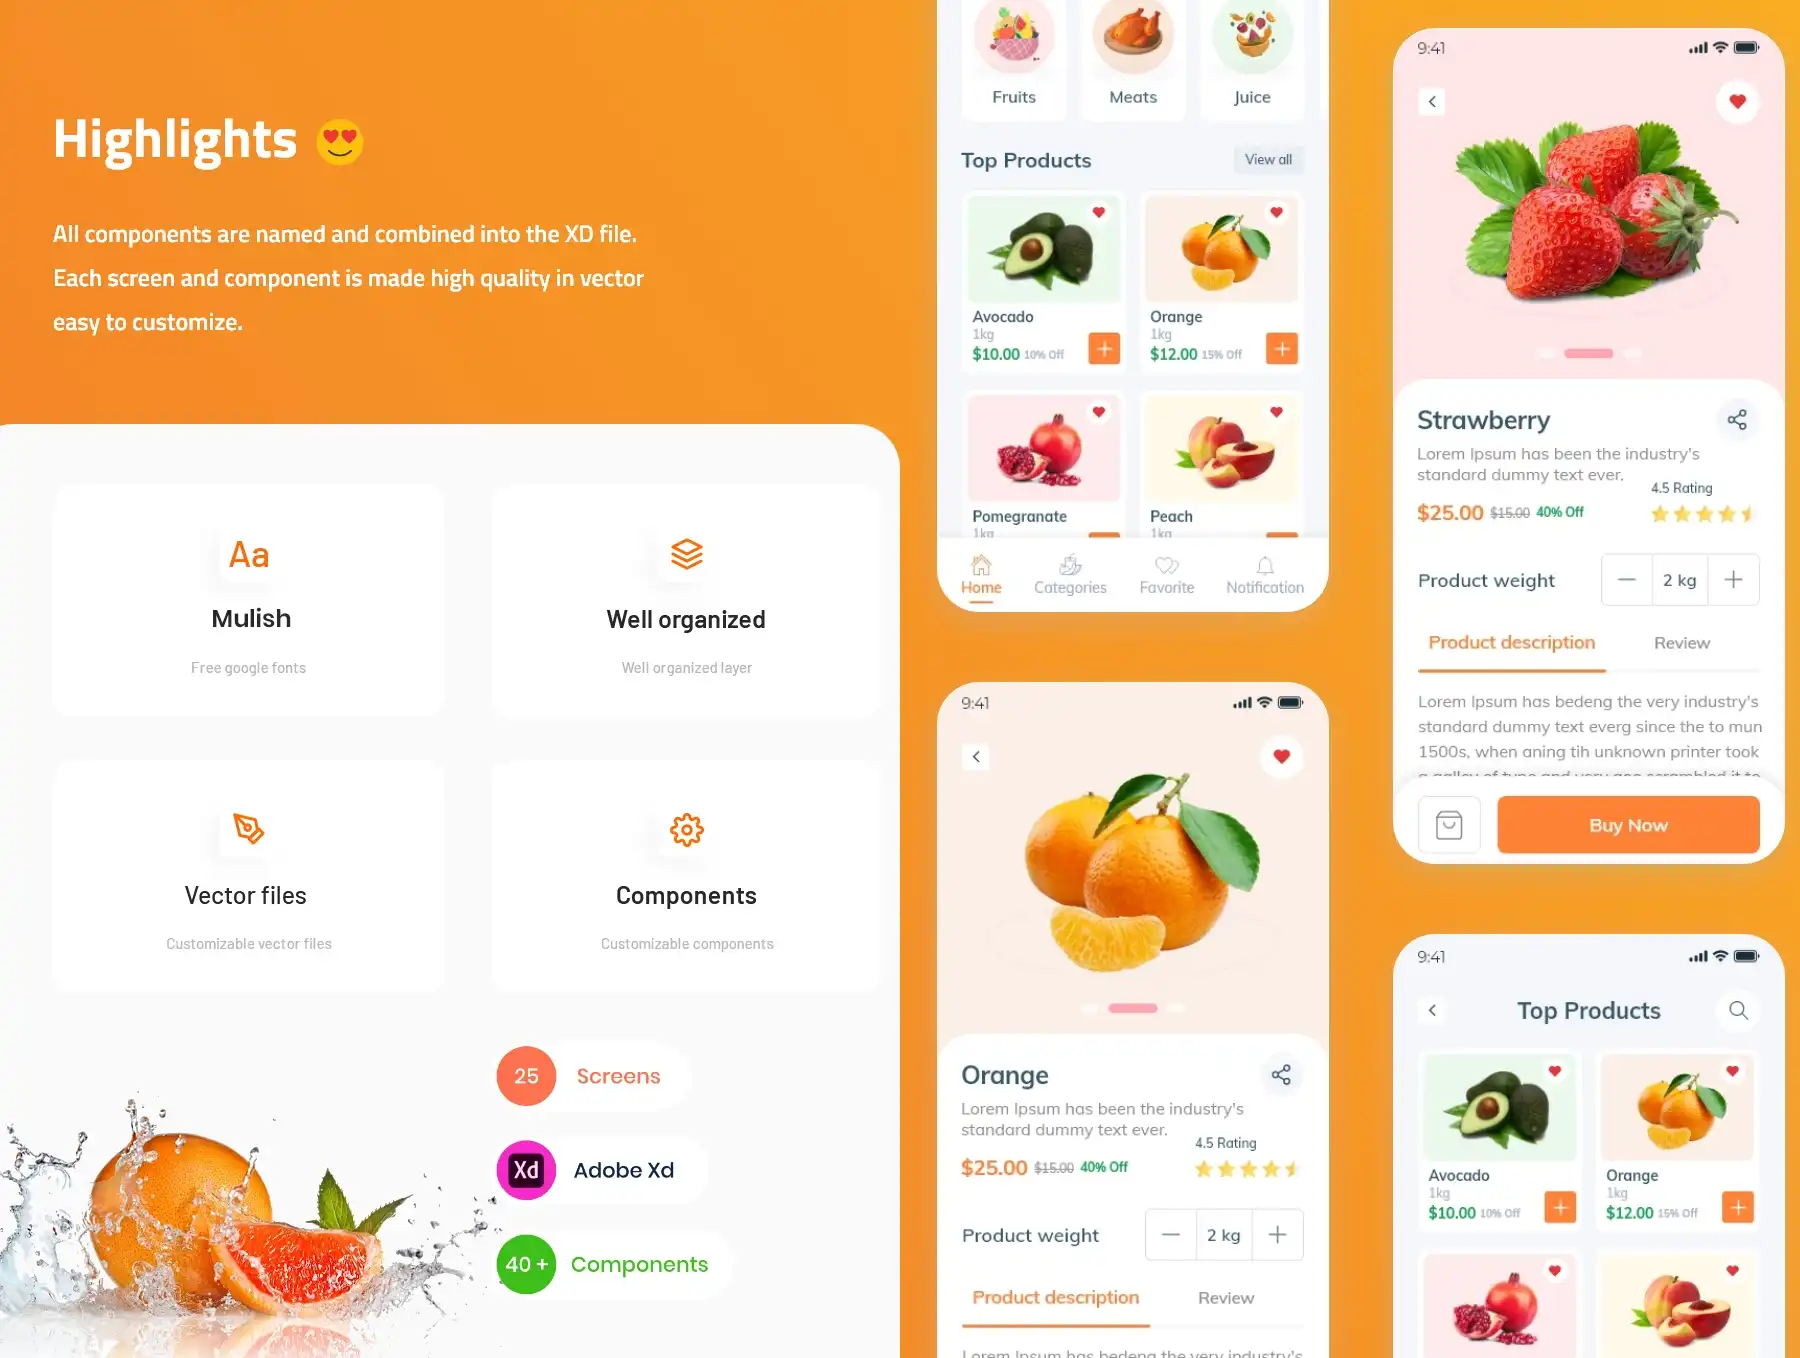 Highlights
All components are named and combined into the XD file.
Each screen and component is made high quality in vector
easy to customize.
Aa
Mulish
Free google fonts
Well organized
Well organized layer
Vector files
Customizable vector files
Components
Customizable components
25 Screens
Xd Adobe Xd
40 + Components
Fruits Meats Juice
Top Products View all
Avocado
1kg
$10.00 10% Off
Orange
1kg
$12.00 15% Off
Pomegranate
1kg
Peach
1kg
Home Categories Favorite Notification
9:41
Orange
Lorem Ipsum has been the industry's
standard dummy text ever.
4.5 Rating
$25.00 $15.00 40% Off
Product weight 2 kg
Product description Review
Lorem Ipsum has bedeng the very industry's
9:41
Strawberry
Lorem Ipsum has been the industry's
standard dummy text ever.
4.5 Rating
$25.00 $15.00 40% Off
Product weight 2 kg
Product description Review
Lorem Ipsum has bedeng the very industry's
standard dummy text everg since the to mun
1500s, when aning tih unknown printer took
a galley of type and very goo scrambled it to
Buy Now
9:41
Top Products
Avocado
1kg
$10.00 10% Off
Orange
1kg
$12.00 15% Off